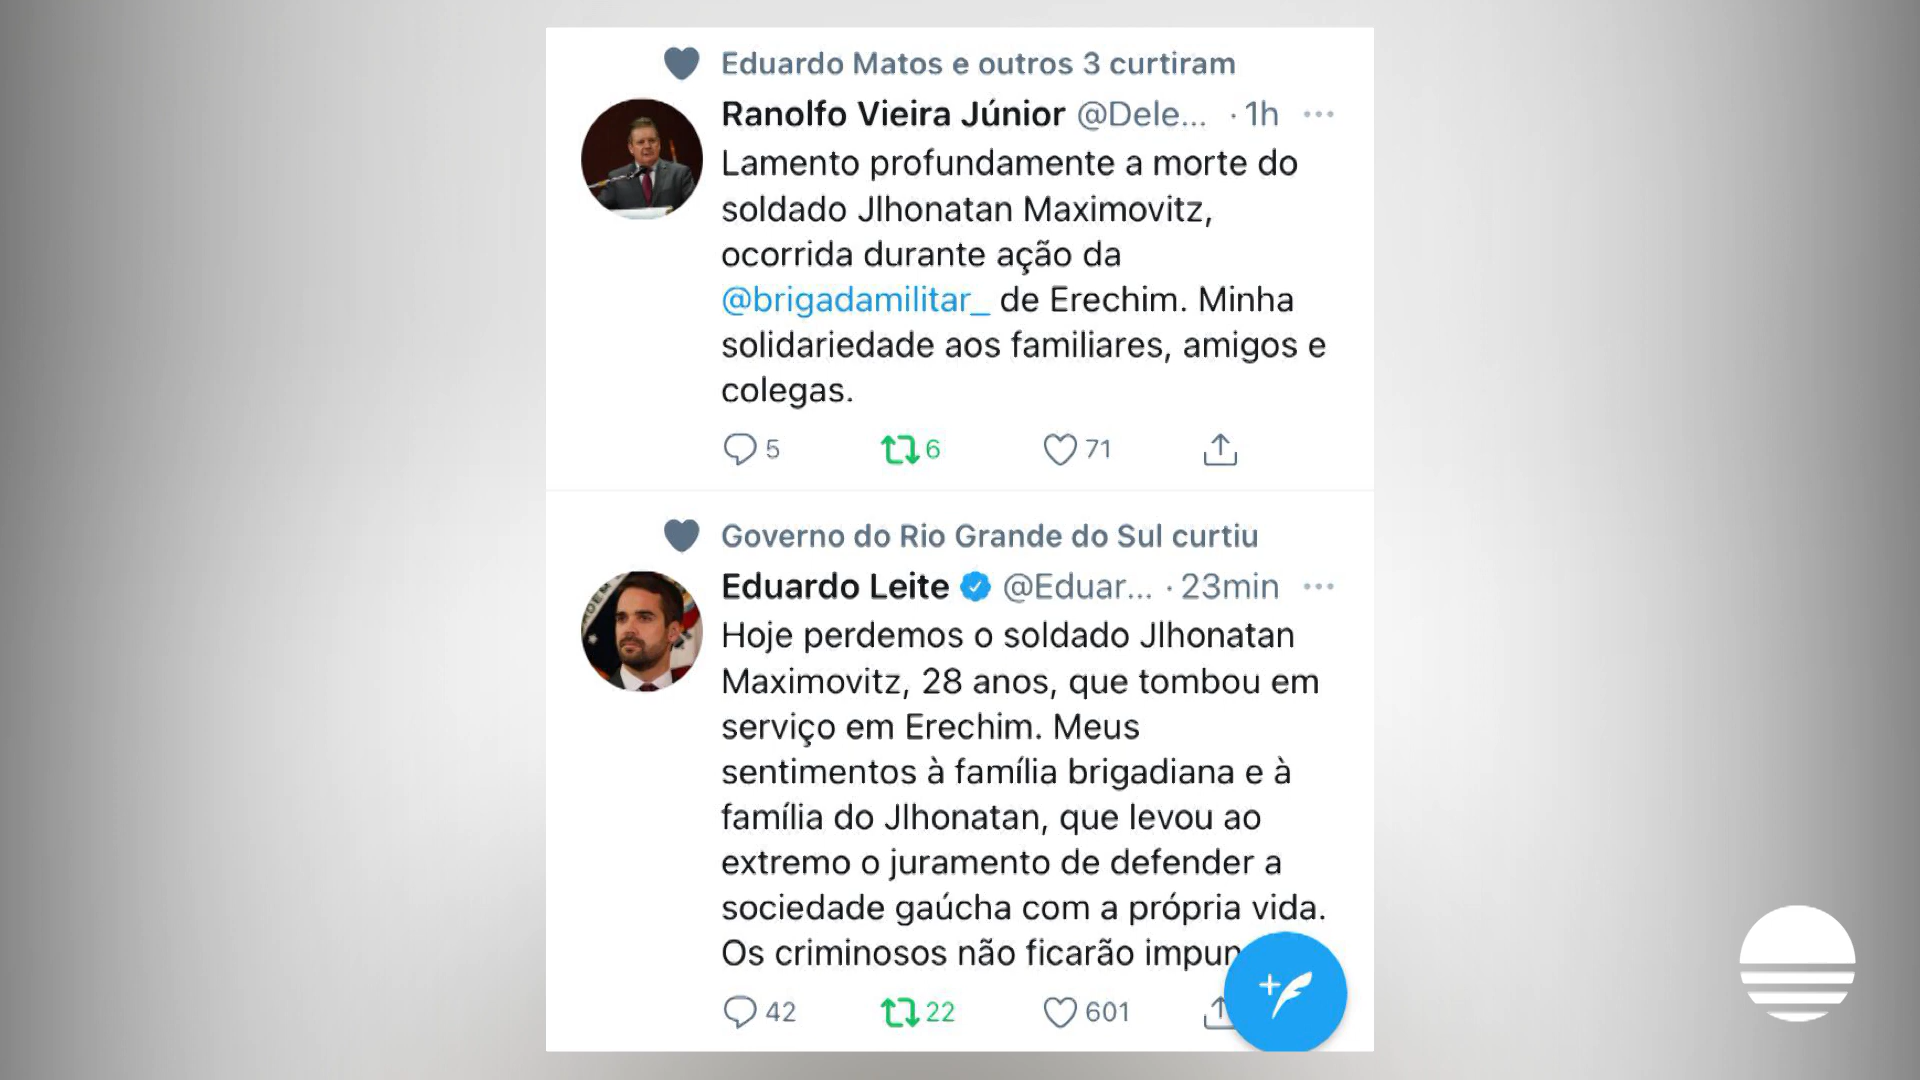 Eduardo Matos e outros 3 curtiram
Ranolfo Vieira Júnior @Dele... · 1h ...
Lamento profundamente a morte do
soldado Jlhonatan Maximovitz,
ocorrida durante ação da
@brigadamilitar_ de Erechim. Minha
solidariedade aos familiares, amigos e
colegas.
5 6 71
Governo do Rio Grande do Sul curtiu
Eduardo Leite @Eduar... · 23min ...
Hoje perdemos o soldado Jlhonatan
Maximovitz, 28 anos, que tombou em
serviço em Erechim. Meus
sentimentos à família brigadiana e à
família do Jlhonatan, que levou ao
extremo o juramento de defender a
sociedade gaúcha com a própria vida.
Os criminosos não ficarão impun
42 22 601